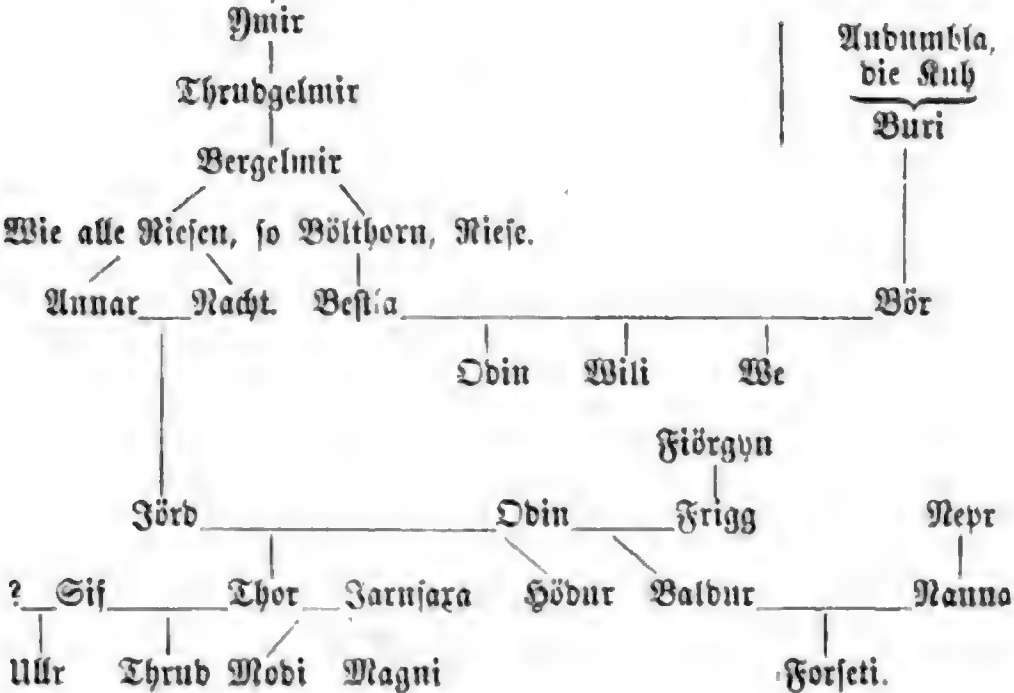 Ymir
Audumbla,
die Kuh
Thrudgelmir
Buri
Bergelmir
Wie alle Riesen, so Bölthorn, Riese.
Annar Nacht. Bestla Bör
Odin Wili We
Fiörgyn
Jörd Odin Frigg Nepr
? Sif Thor Jarnsaxa Hödur Baldur Nanna
Ullr Thrud Modi Magni Forseti.